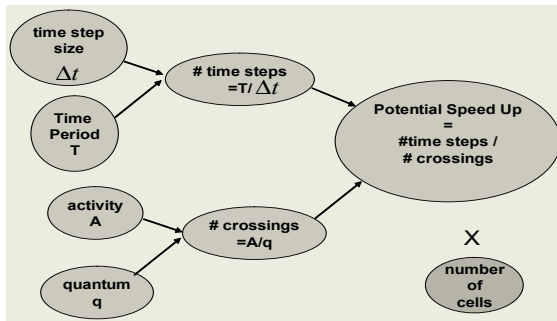 time step
size
Δt
Time
Period
T
# time steps
=T/ Δt
activity
A
quantum
q
# crossings
=A/q
Potential Speed Up
=
#time steps /
# crossings
X
number
of
cells